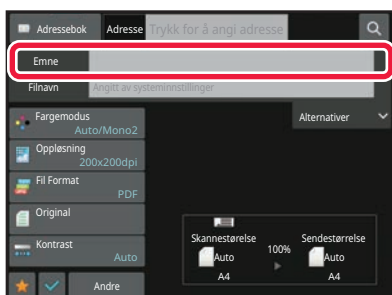 Adressebok Adresse Trykk for å angi adresse
Emne
Filnavn Angitt av systeminnstillinger
Fargemodus
Auto/Mono2
Alternativer
Oppløsning
200x200dpi
Fil Format
PDF
Original
Kontrast
Auto
Skannestørelse
Auto
A4
100%
Sendestørrelse
Auto
A4
Andre